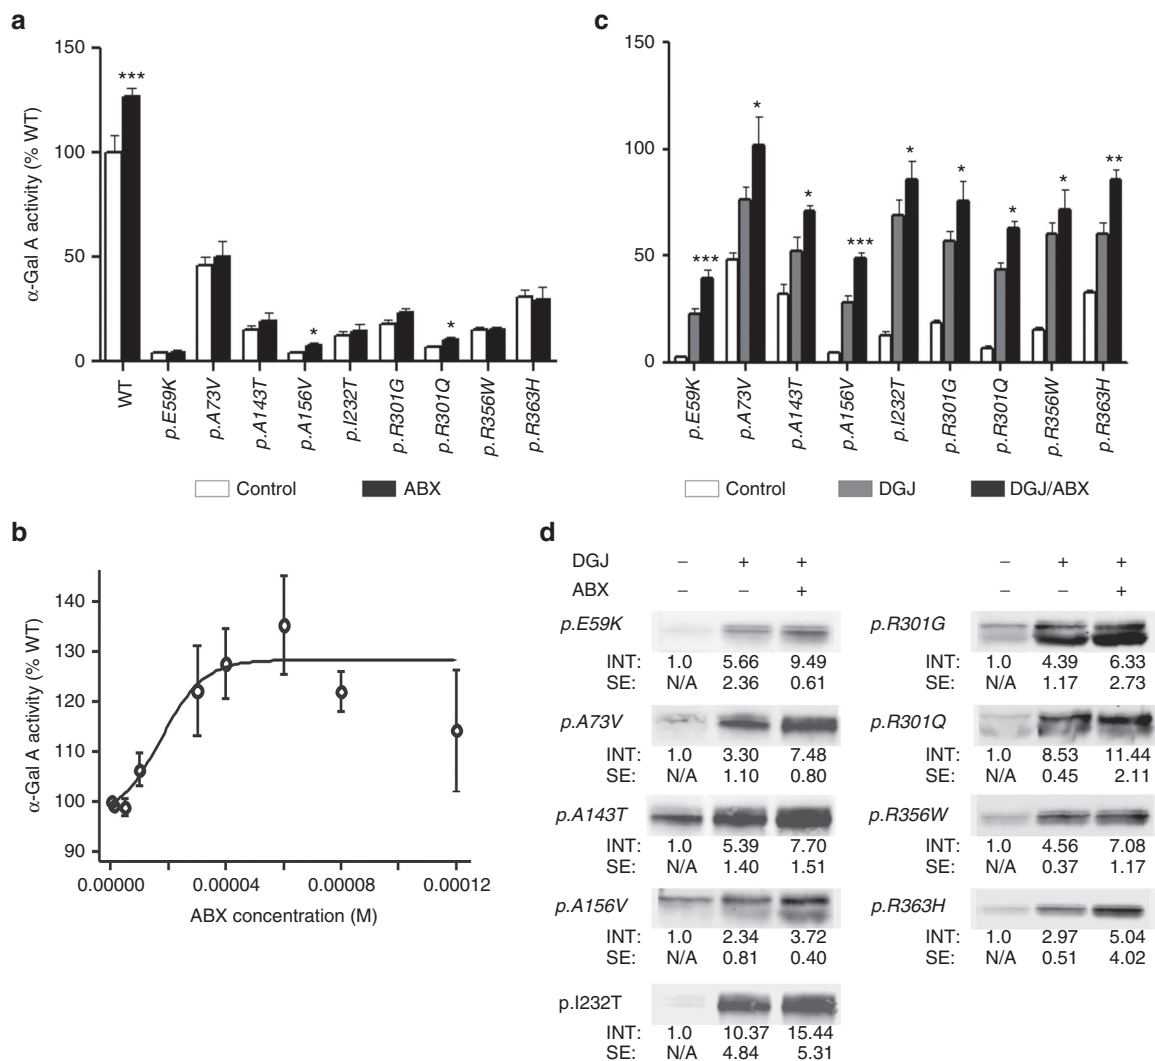 a
150
100
50
0
α-Gal A activity (% WT)
***
*
*
WT
p.E59K
p.A73V
p.A143T
p.A156V
p.I232T
p.R301G
p.R301Q
p.R356W
p.R363H
Control
ABX
c
150
100
50
0
***
*
*
***
*
*
*
*
**
p.E59K
p.A73V
p.A143T
p.A156V
p.I232T
p.R301G
p.R301Q
p.R356W
p.R363H
Control
DGJ
DGJ/ABX
b
140
130
120
110
100
90
α-Gal A activity (% WT)
0.00000
0.00004
0.00008
0.00012
ABX concentration (M)
d
DGJ – + +
ABX – – +
p.E59K
INT: 1.0 5.66 9.49
SE: N/A 2.36 0.61
p.A73V
INT: 1.0 3.30 7.48
SE: N/A 1.10 0.80
p.A143T
INT: 1.0 5.39 7.70
SE: N/A 1.40 1.51
p.A156V
INT: 1.0 2.34 3.72
SE: N/A 0.81 0.40
p.I232T
INT: 1.0 10.37 15.44
SE: N/A 4.84 5.31
– + +
– – +
p.R301G
INT: 1.0 4.39 6.33
SE: N/A 1.17 2.73
p.R301Q
INT: 1.0 8.53 11.44
SE: N/A 0.45 2.11
p.R356W
INT: 1.0 4.56 7.08
SE: N/A 0.37 1.17
p.R363H
INT: 1.0 2.97 5.04
SE: N/A 0.51 4.02